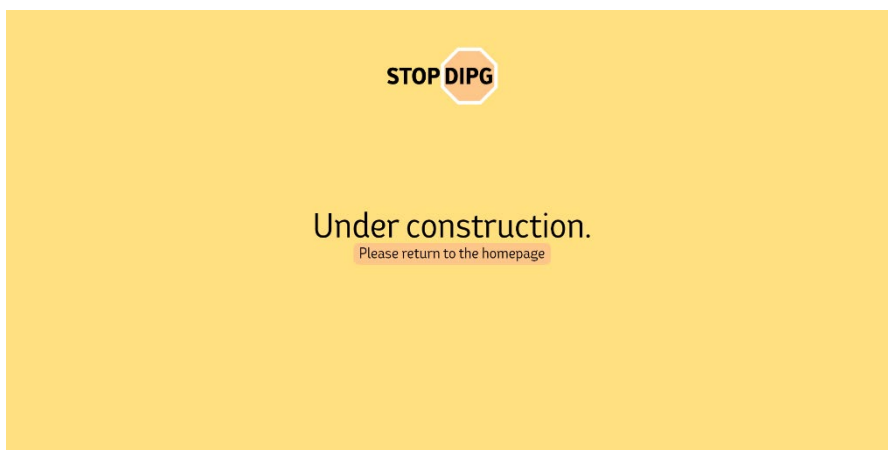 STOP DIPG
Under construction.
Please return to the homepage